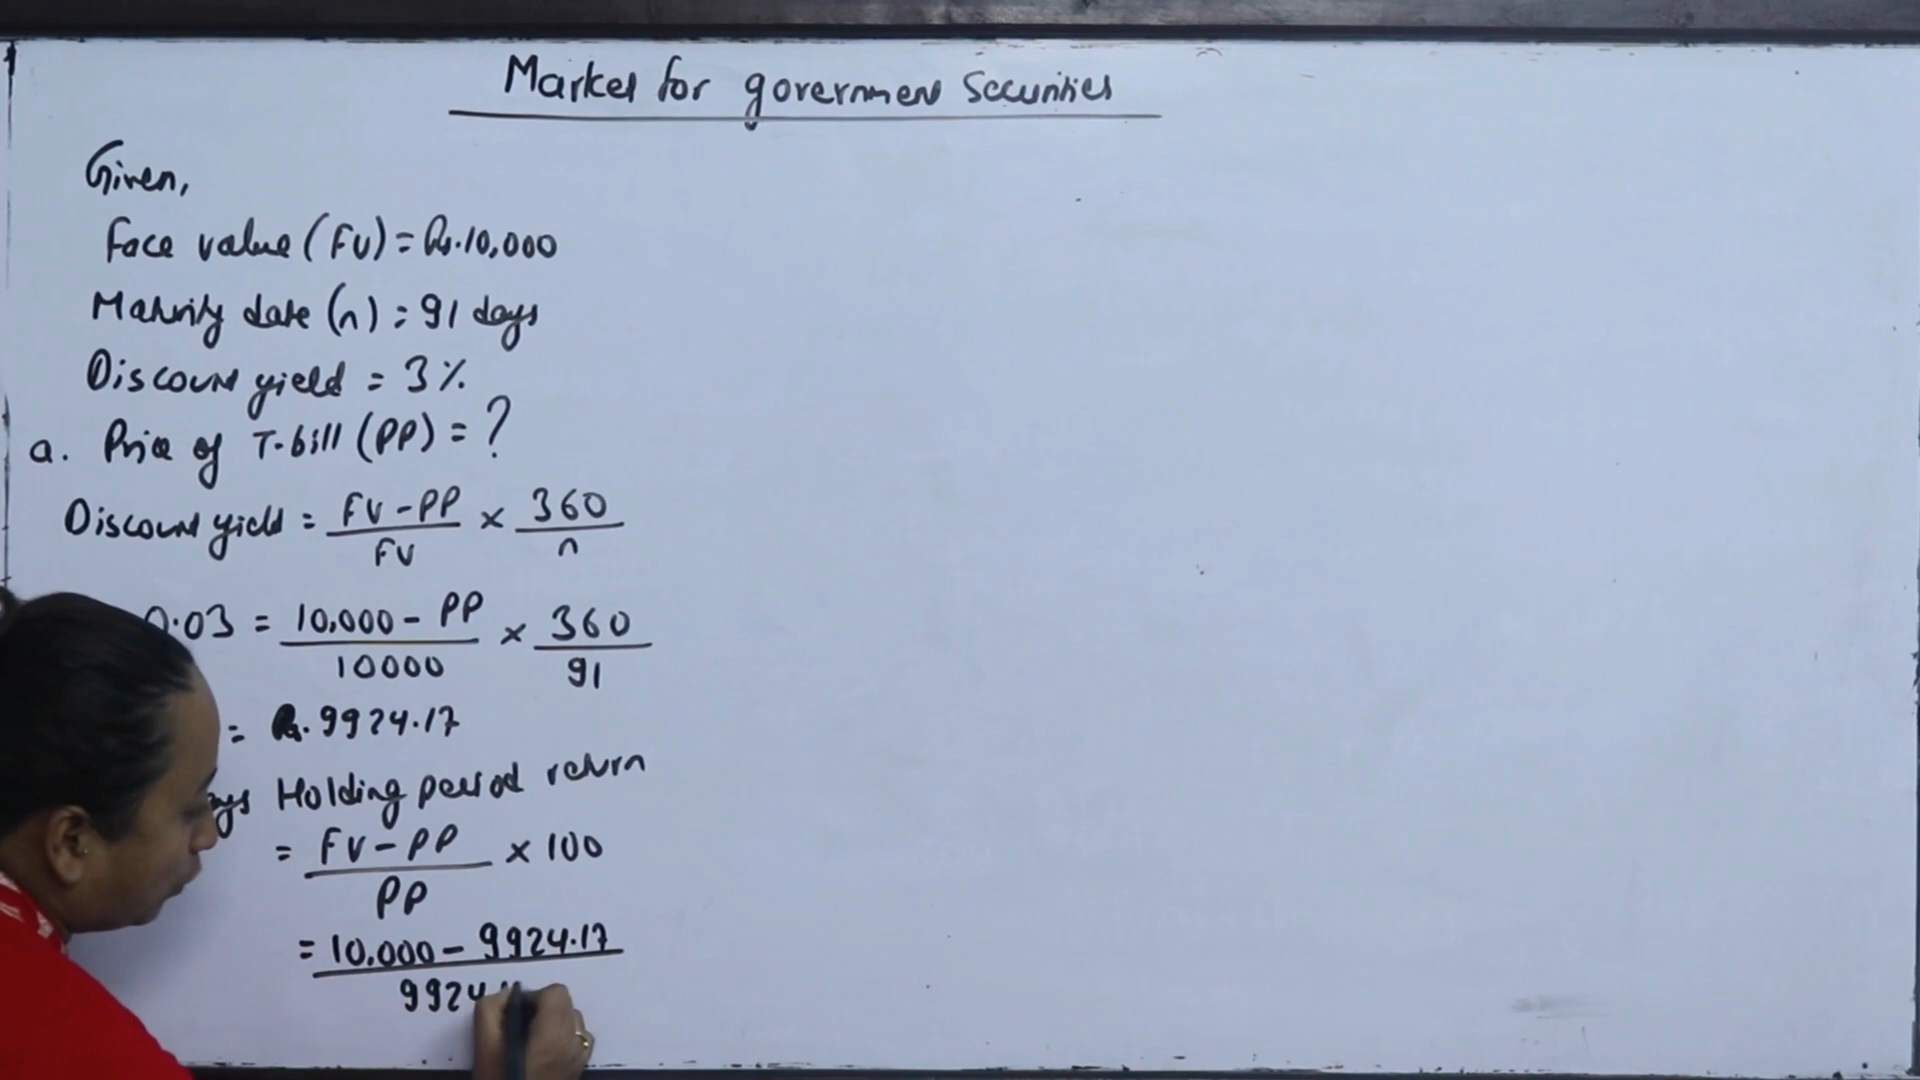 Market for government Securities
Given,
Face value (FV) = Rs.10,000
Maturity date (n) = 91 days
Discount yield = 3%
a. Price of T-bill (PP) = ?
Discount yield = FV - PP / FV × 360 / n
0.03 = 10,000 - PP / 10000 × 360 / 91
= Rs. 9924.17
Holding period return
= FV - PP / PP × 100
= 10,000 - 9924.17 / 9924